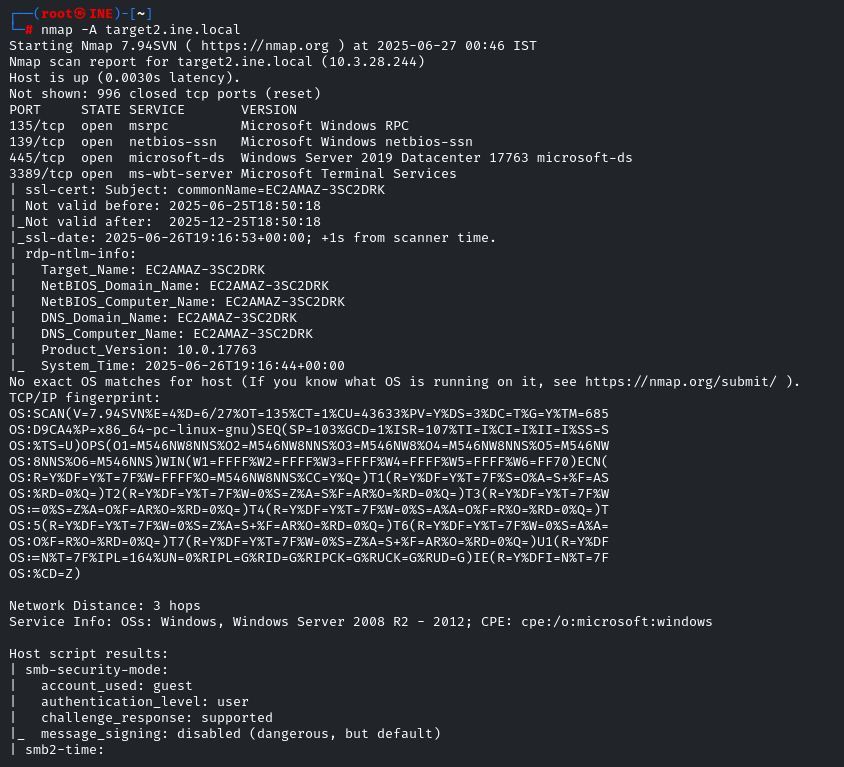 ┌──(root㉿INE)-[~]
└─# nmap -A target2.ine.local
Starting Nmap 7.94SVN ( https://nmap.org ) at 2025-06-27 00:46 IST
Nmap scan report for target2.ine.local (10.3.28.244)
Host is up (0.0030s latency).
Not shown: 996 closed tcp ports (reset)
PORT     STATE SERVICE       VERSION
135/tcp  open  msrpc         Microsoft Windows RPC
139/tcp  open  netbios-ssn   Microsoft Windows netbios-ssn
445/tcp  open  microsoft-ds  Windows Server 2019 Datacenter 17763 microsoft-ds
3389/tcp open  ms-wbt-server Microsoft Terminal Services
| ssl-cert: Subject: commonName=EC2AMAZ-3SC2DRK
| Not valid before: 2025-06-25T18:50:18
|_Not valid after:  2025-12-25T18:50:18
|_ssl-date: 2025-06-26T19:16:53+00:00; +1s from scanner time.
| rdp-ntlm-info:
|   Target_Name: EC2AMAZ-3SC2DRK
|   NetBIOS_Domain_Name: EC2AMAZ-3SC2DRK
|   NetBIOS_Computer_Name: EC2AMAZ-3SC2DRK
|   DNS_Domain_Name: EC2AMAZ-3SC2DRK
|   DNS_Computer_Name: EC2AMAZ-3SC2DRK
|   Product_Version: 10.0.17763
|_  System_Time: 2025-06-26T19:16:44+00:00
No exact OS matches for host (If you know what OS is running on it, see https://nmap.org/submit/ ).
TCP/IP fingerprint:
OS:SCAN(V=7.94SVN%E=4%D=6/27%OT=135%CT=1%CU=43633%PV=Y%DS=3%DC=T%G=Y%TM=685
OS:D9CA4%P=x86_64-pc-linux-gnu)SEQ(SP=103%GCD=1%ISR=107%TI=I%CI=I%II=I%SS=S
OS:%TS=U)OPS(O1=M546NW8NNS%O2=M546NW8NNS%O3=M546NW8%O4=M546NW8NNS%O5=M546NW
OS:8NNS%O6=M546NNS)WIN(W1=FFFF%W2=FFFF%W3=FFFF%W4=FFFF%W5=FFFF%W6=FF70)ECN(
OS:R=Y%DF=Y%T=7F%W=FFFF%O=M546NW8NNS%CC=Y%Q=)T1(R=Y%DF=Y%T=7F%S=O%A=S+%F=AS
OS:%RD=0%Q=)T2(R=Y%DF=Y%T=7F%W=0%S=Z%A=S%F=AR%O=%RD=0%Q=)T3(R=Y%DF=Y%T=7F%W
OS:=0%S=Z%A=O%F=AR%O=%RD=0%Q=)T4(R=Y%DF=Y%T=7F%W=0%S=A%A=O%F=R%O=%RD=0%Q=)T
OS:5(R=Y%DF=Y%T=7F%W=0%S=Z%A=S+%F=AR%O=%RD=0%Q=)T6(R=Y%DF=Y%T=7F%W=0%S=A%A=
OS:O%F=R%O=%RD=0%Q=)T7(R=Y%DF=Y%T=7F%W=0%S=Z%A=S+%F=AR%O=%RD=0%Q=)U1(R=Y%DF
OS:=N%T=7F%IPL=164%UN=0%RIPL=G%RID=G%RIPCK=G%RUCK=G%RUD=G)IE(R=Y%DFI=N%T=7F
OS:%CD=Z)
Network Distance: 3 hops
Service Info: OSs: Windows, Windows Server 2008 R2 - 2012; CPE: cpe:/o:microsoft:windows
Host script results:
| smb-security-mode:
|   account_used: guest
|   authentication_level: user
|   challenge_response: supported
|_  message_signing: disabled (dangerous, but default)
| smb2-time: